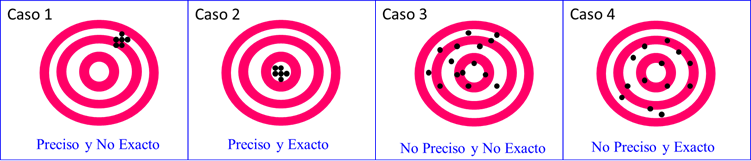 Caso 1
Preciso y No Exacto
Caso 2
Preciso y Exacto
Caso 3
No Preciso y No Exacto
Caso 4
No Preciso y Exacto